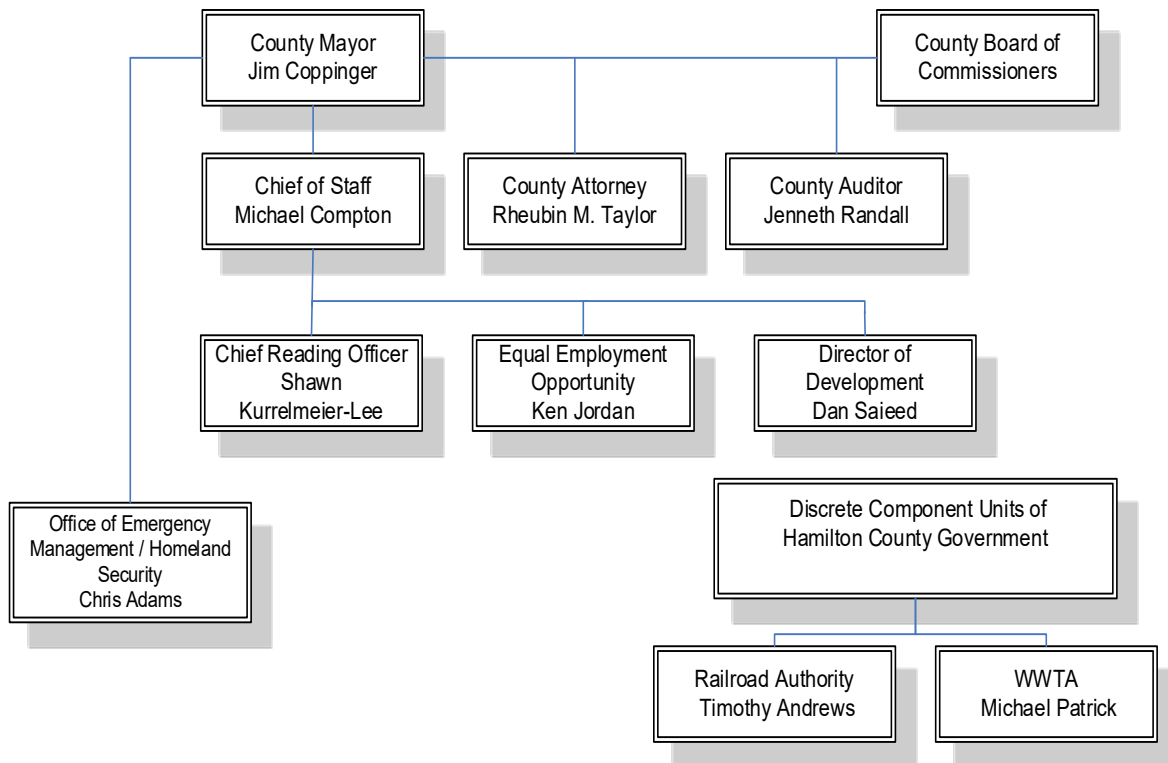 County Mayor
Jim Coppinger
County Board of
Commissioners
Chief of Staff
Michael Compton
County Attorney
Rheubin M. Taylor
County Auditor
Jenneth Randall
Chief Reading Officer
Shawn
Kurrelmeier-Lee
Equal Employment
Opportunity
Ken Jordan
Director of
Development
Dan Saieed
Office of Emergency
Management / Homeland
Security
Chris Adams
Discrete Component Units of
Hamilton County Government
Railroad Authority
Timothy Andrews
WWTA
Michael Patrick